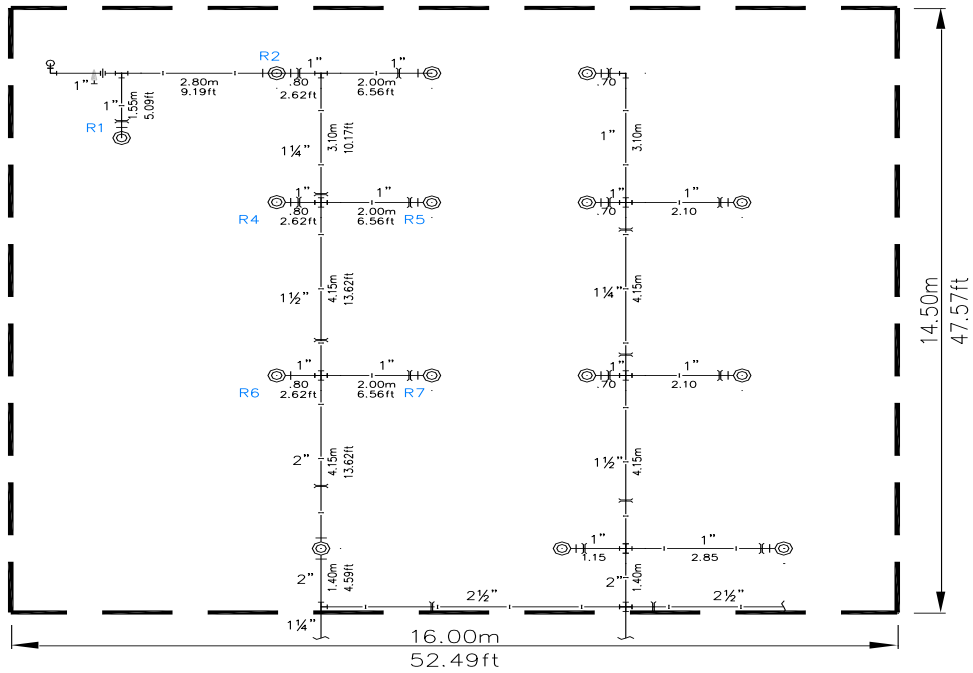 R2
1"
1"
1"
2.80m
9.19ft
.80
2.62ft
2.00m
6.56ft
.70
1"
1.55m
5.09ft
R1
3.10m
10.17ft
1"
3.10m
1¼"
1"
1"
1"
1"
R4
.80
2.62ft
2.00m
6.56ft
R5
.70
2.10
1½"
4.15m
13.62ft
1¼"
4.15m
14.50m
47.57ft
1"
1"
1"
1"
R6
.80
2.62ft
2.00m
6.56ft
R7
.70
2.10
2"
4.15m
13.62ft
1½"
4.15m
1"
1"
1.15
2.85
2"
1.40m
4.59ft
2"
1.40m
2½"
2½"
1¼"
16.00m
52.49ft